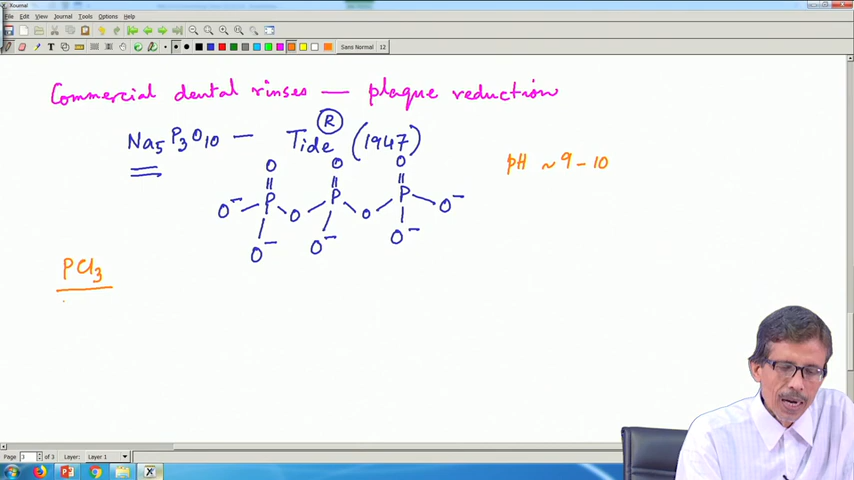 Xournal
File Edit View Journal Tools Options Help
Sans Normal 12
Commercial dental rinses — plaque reduction
Na5P3O10 — Tide ® (1947)
pH ~ 9 – 10
O O O
|| || ||
O⁻ P O P O P O⁻
O⁻ O⁻ O⁻
PCl3
Page 3 of 3 Layer Layer 1